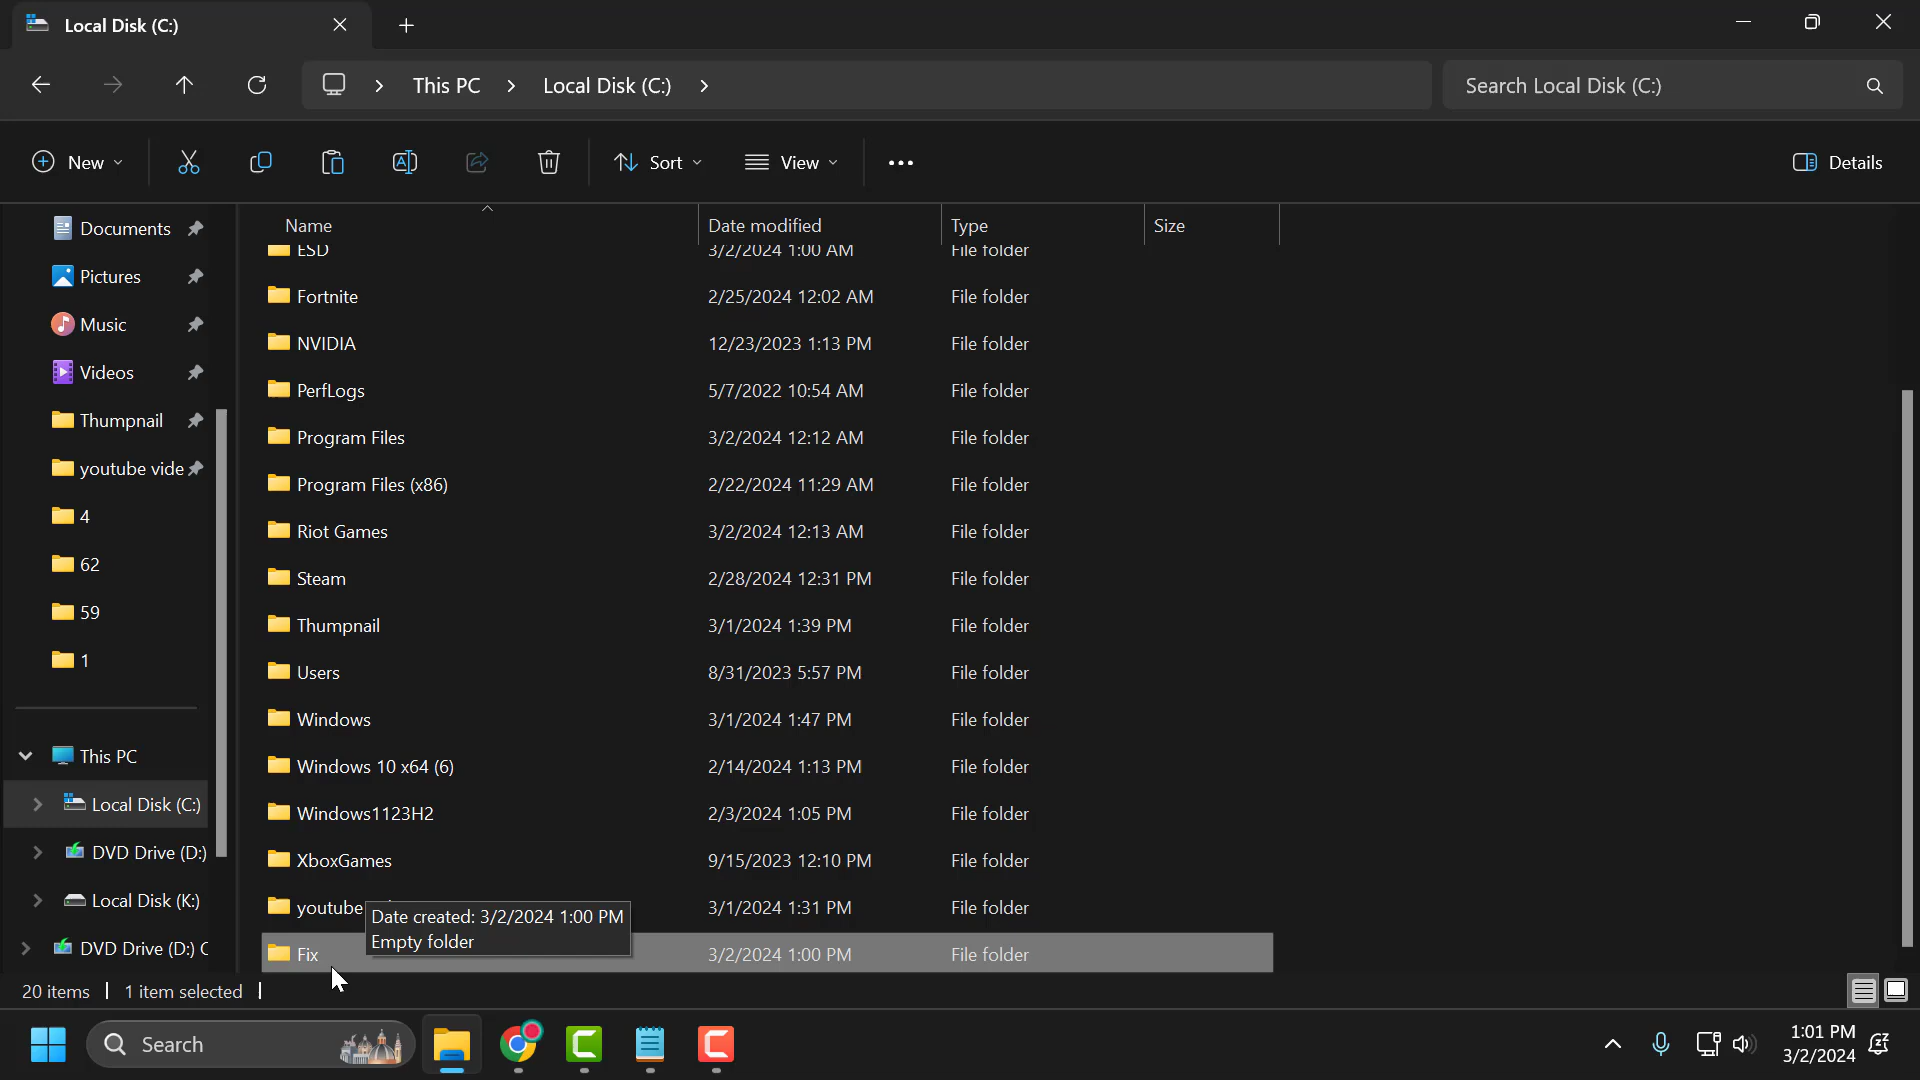 Local Disk (C:)
This PC
Local Disk (C:)
Search Local Disk (C:)
New
Sort
View
Details
Documents
Pictures
Music
Videos
Thumpnail
youtube vide
4
62
59
1
This PC
Local Disk (C:)
DVD Drive (D:)
Local Disk (K:)
DVD Drive (D:) C
Name Date modified Type Size
ESD 3/2/2024 1:00 AM File folder
Fortnite 2/25/2024 12:02 AM File folder
NVIDIA 12/23/2023 1:13 PM File folder
PerfLogs 5/7/2022 10:54 AM File folder
Program Files 3/2/2024 12:12 AM File folder
Program Files (x86) 2/22/2024 11:29 AM File folder
Riot Games 3/2/2024 12:13 AM File folder
Steam 2/28/2024 12:31 PM File folder
Thumpnail 3/1/2024 1:39 PM File folder
Users 8/31/2023 5:57 PM File folder
Windows 3/1/2024 1:47 PM File folder
Windows 10 x64 (6) 2/14/2024 1:13 PM File folder
Windows1123H2 2/3/2024 1:05 PM File folder
XboxGames 9/15/2023 12:10 PM File folder
youtube 3/1/2024 1:31 PM File folder
Date created: 3/2/2024 1:00 PM
Empty folder
Fix 3/2/2024 1:00 PM File folder
20 items 1 item selected
Search
1:01 PM
3/2/2024